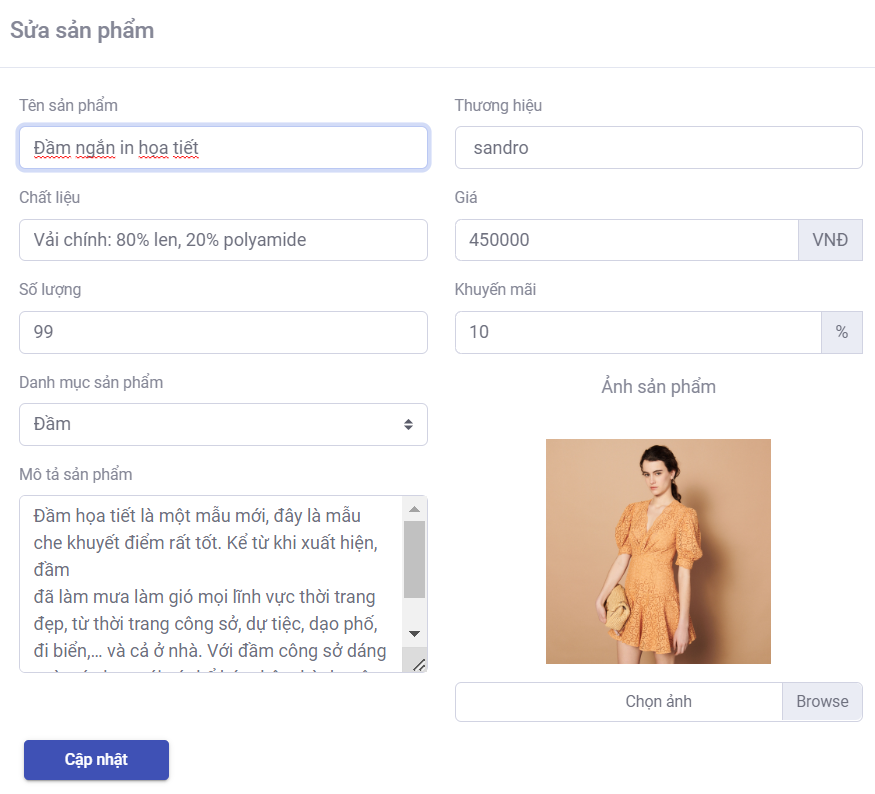 Sửa sản phẩm
Tên sản phẩm
Đầm ngắn in họa tiết
Thương hiệu
sandro
Chất liệu
Vải chính: 80% len, 20% polyamide
Giá
450000
VNĐ
Số lượng
99
Khuyến mãi
10
%
Danh mục sản phẩm
Đầm
Mô tả sản phẩm
Đầm họa tiết là một mẫu mới, đây là mẫu
che khuyết điểm rất tốt. Kể từ khi xuất hiện,
đầm
đã làm mưa làm gió mọi lĩnh vực thời trang
đẹp, từ thời trang công sở, dự tiệc, dạo phố,
đi biển,… và cả ở nhà. Với đầm công sở dáng
Ảnh sản phẩm
Chọn ảnh
Browse
Cập nhật